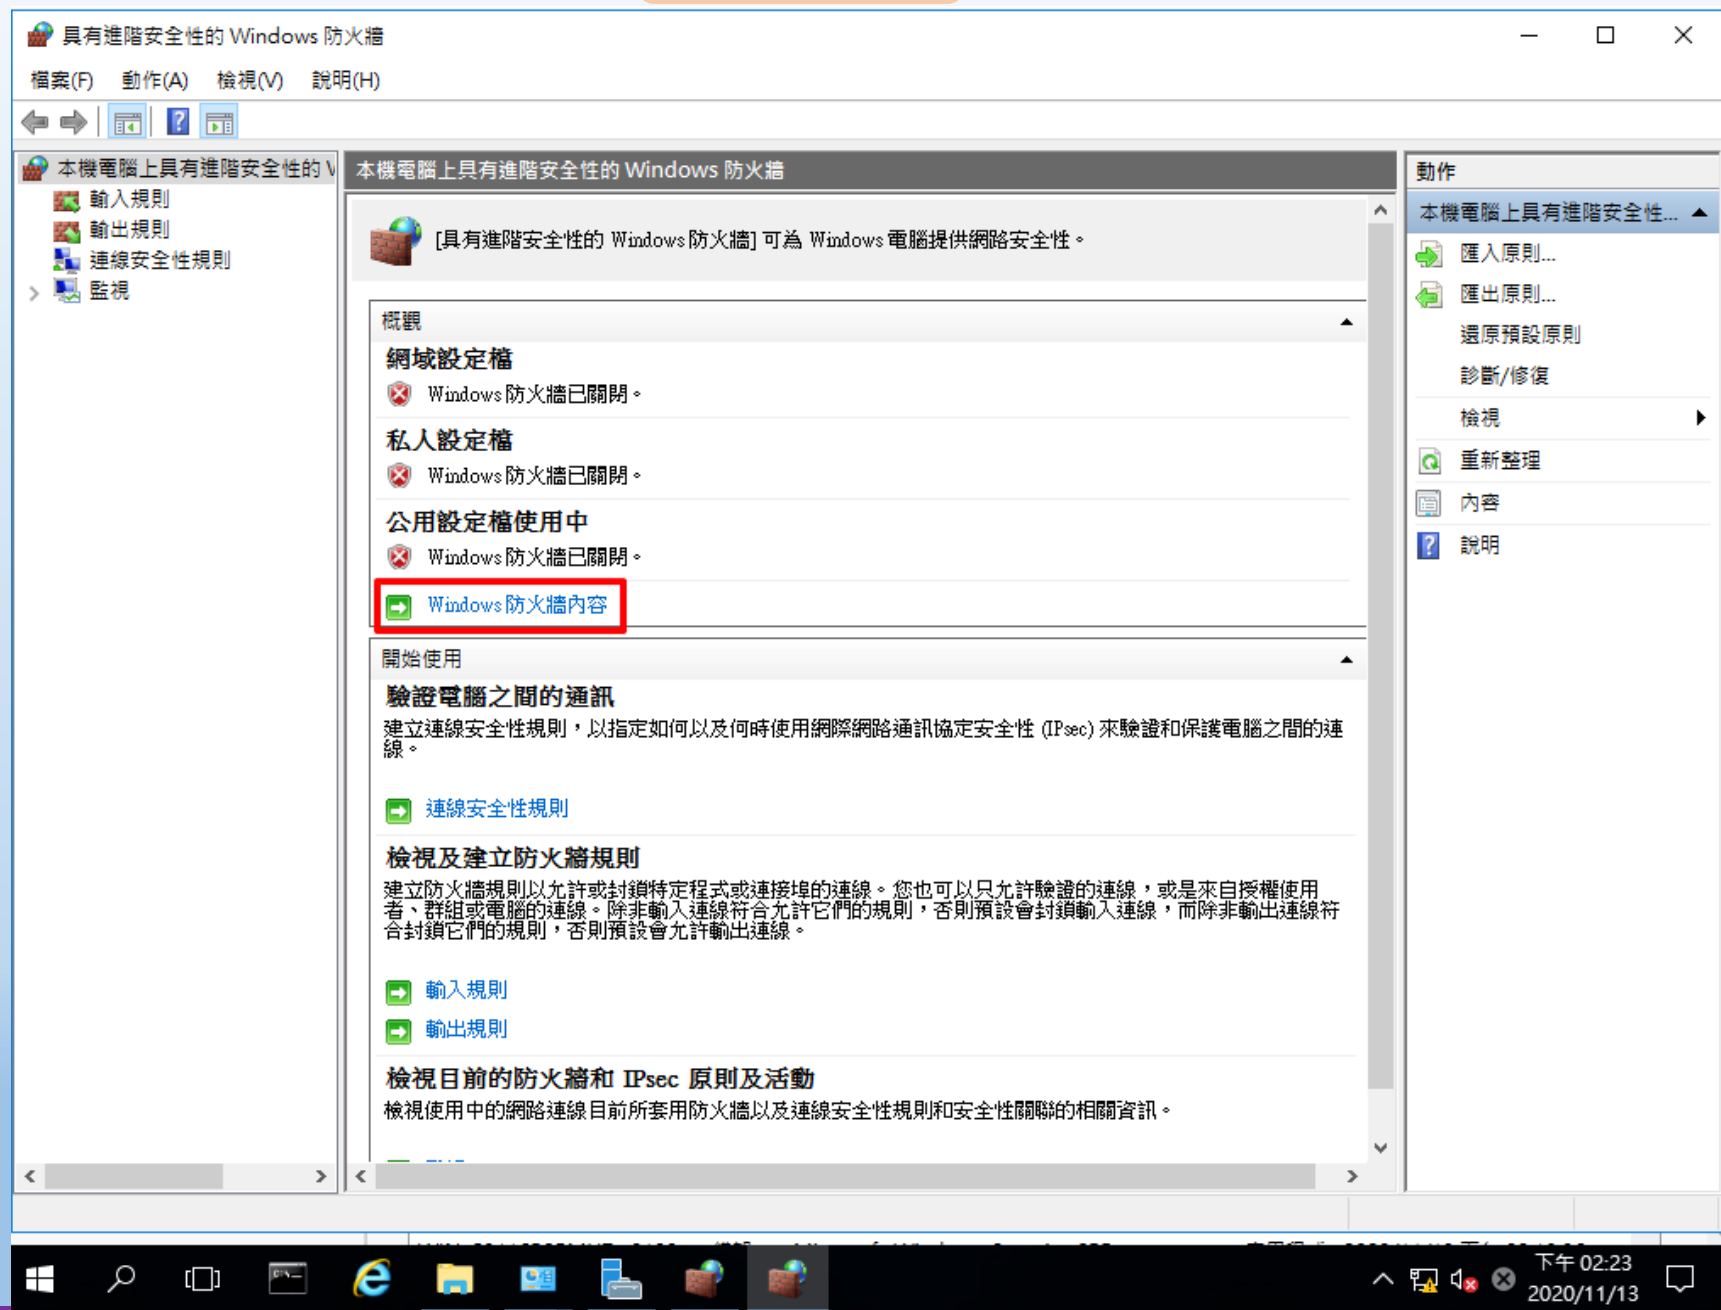 具有進階安全性的 Windows 防火牆
檔案(F) 動作(A) 檢視(V) 說明(H)
本機電腦上具有進階安全性的
輸入規則
輸出規則
連線安全性規則
監視
本機電腦上具有進階安全性的 Windows 防火牆
[具有進階安全性的 Windows 防火牆] 可為 Windows 電腦提供網路安全性。
概觀
網域設定檔
Windows 防火牆已關閉。
私人設定檔
Windows 防火牆已關閉。
公用設定檔使用中
Windows 防火牆已關閉。
Windows 防火牆內容
開始使用
驗證電腦之間的通訊
建立連線安全性規則，以指定如何以及何時使用網際網路通訊協定安全性 (IPsec) 來驗證和保護電腦之間的連
線。
連線安全性規則
檢視及建立防火牆規則
建立防火牆規則以允許或封鎖特定程式或連接埠的連線。您也可以只允許驗證的連線，或是來自授權使用
者、群組或電腦的連線。除非輸入連線符合允許它們的規則，否則預設會封鎖輸入連線，而除非輸出連線符
合封鎖它們的規則，否則預設會允許輸出連線。
輸入規則
輸出規則
檢視目前的防火牆和 IPsec 原則及活動
檢視使用中的網路連線目前所套用防火牆以及連線安全性規則和安全性關聯的相關資訊。
動作
本機電腦上具有進階安全性...
匯入原則...
匯出原則...
還原預設原則
診斷/修復
檢視
重新整理
內容
說明
下午 02:23
2020/11/13